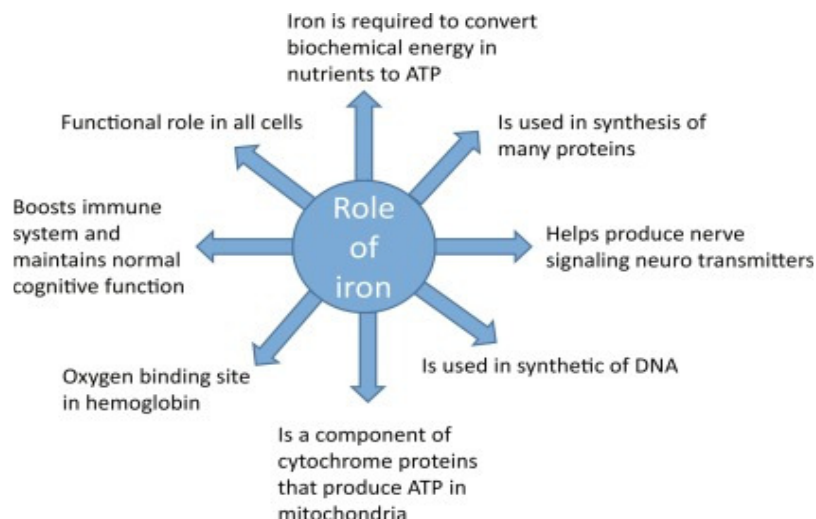 Iron is required to convert
biochemical energy in
nutrients to ATP
Functional role in all cells
Is used in synthesis of
many proteins
Boosts immune
system and
maintains normal
cognitive function
Role
of
iron
Helps produce nerve
signaling neuro transmitters
Oxygen binding site
in hemoglobin
Is used in synthetic of DNA
Is a component of
cytochrome proteins
that produce ATP in
mitochondria